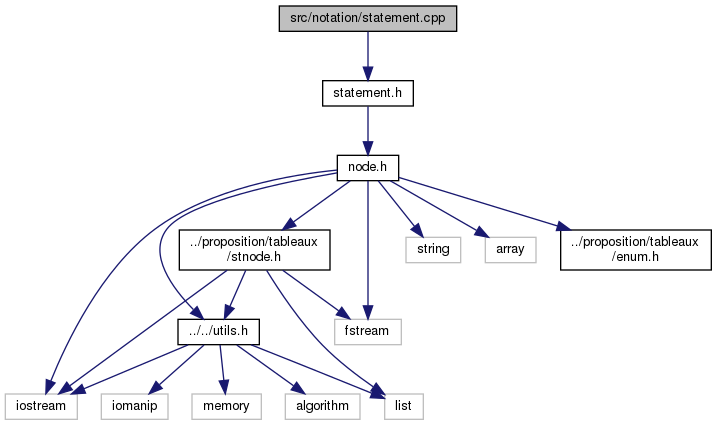 src/notation/statement.cpp
statement.h
node.h
../proposition/tableaux
/stnode.h
string
array
../proposition/tableaux
/enum.h
../../utils.h
fstream
iostream
iomanip
memory
algorithm
list